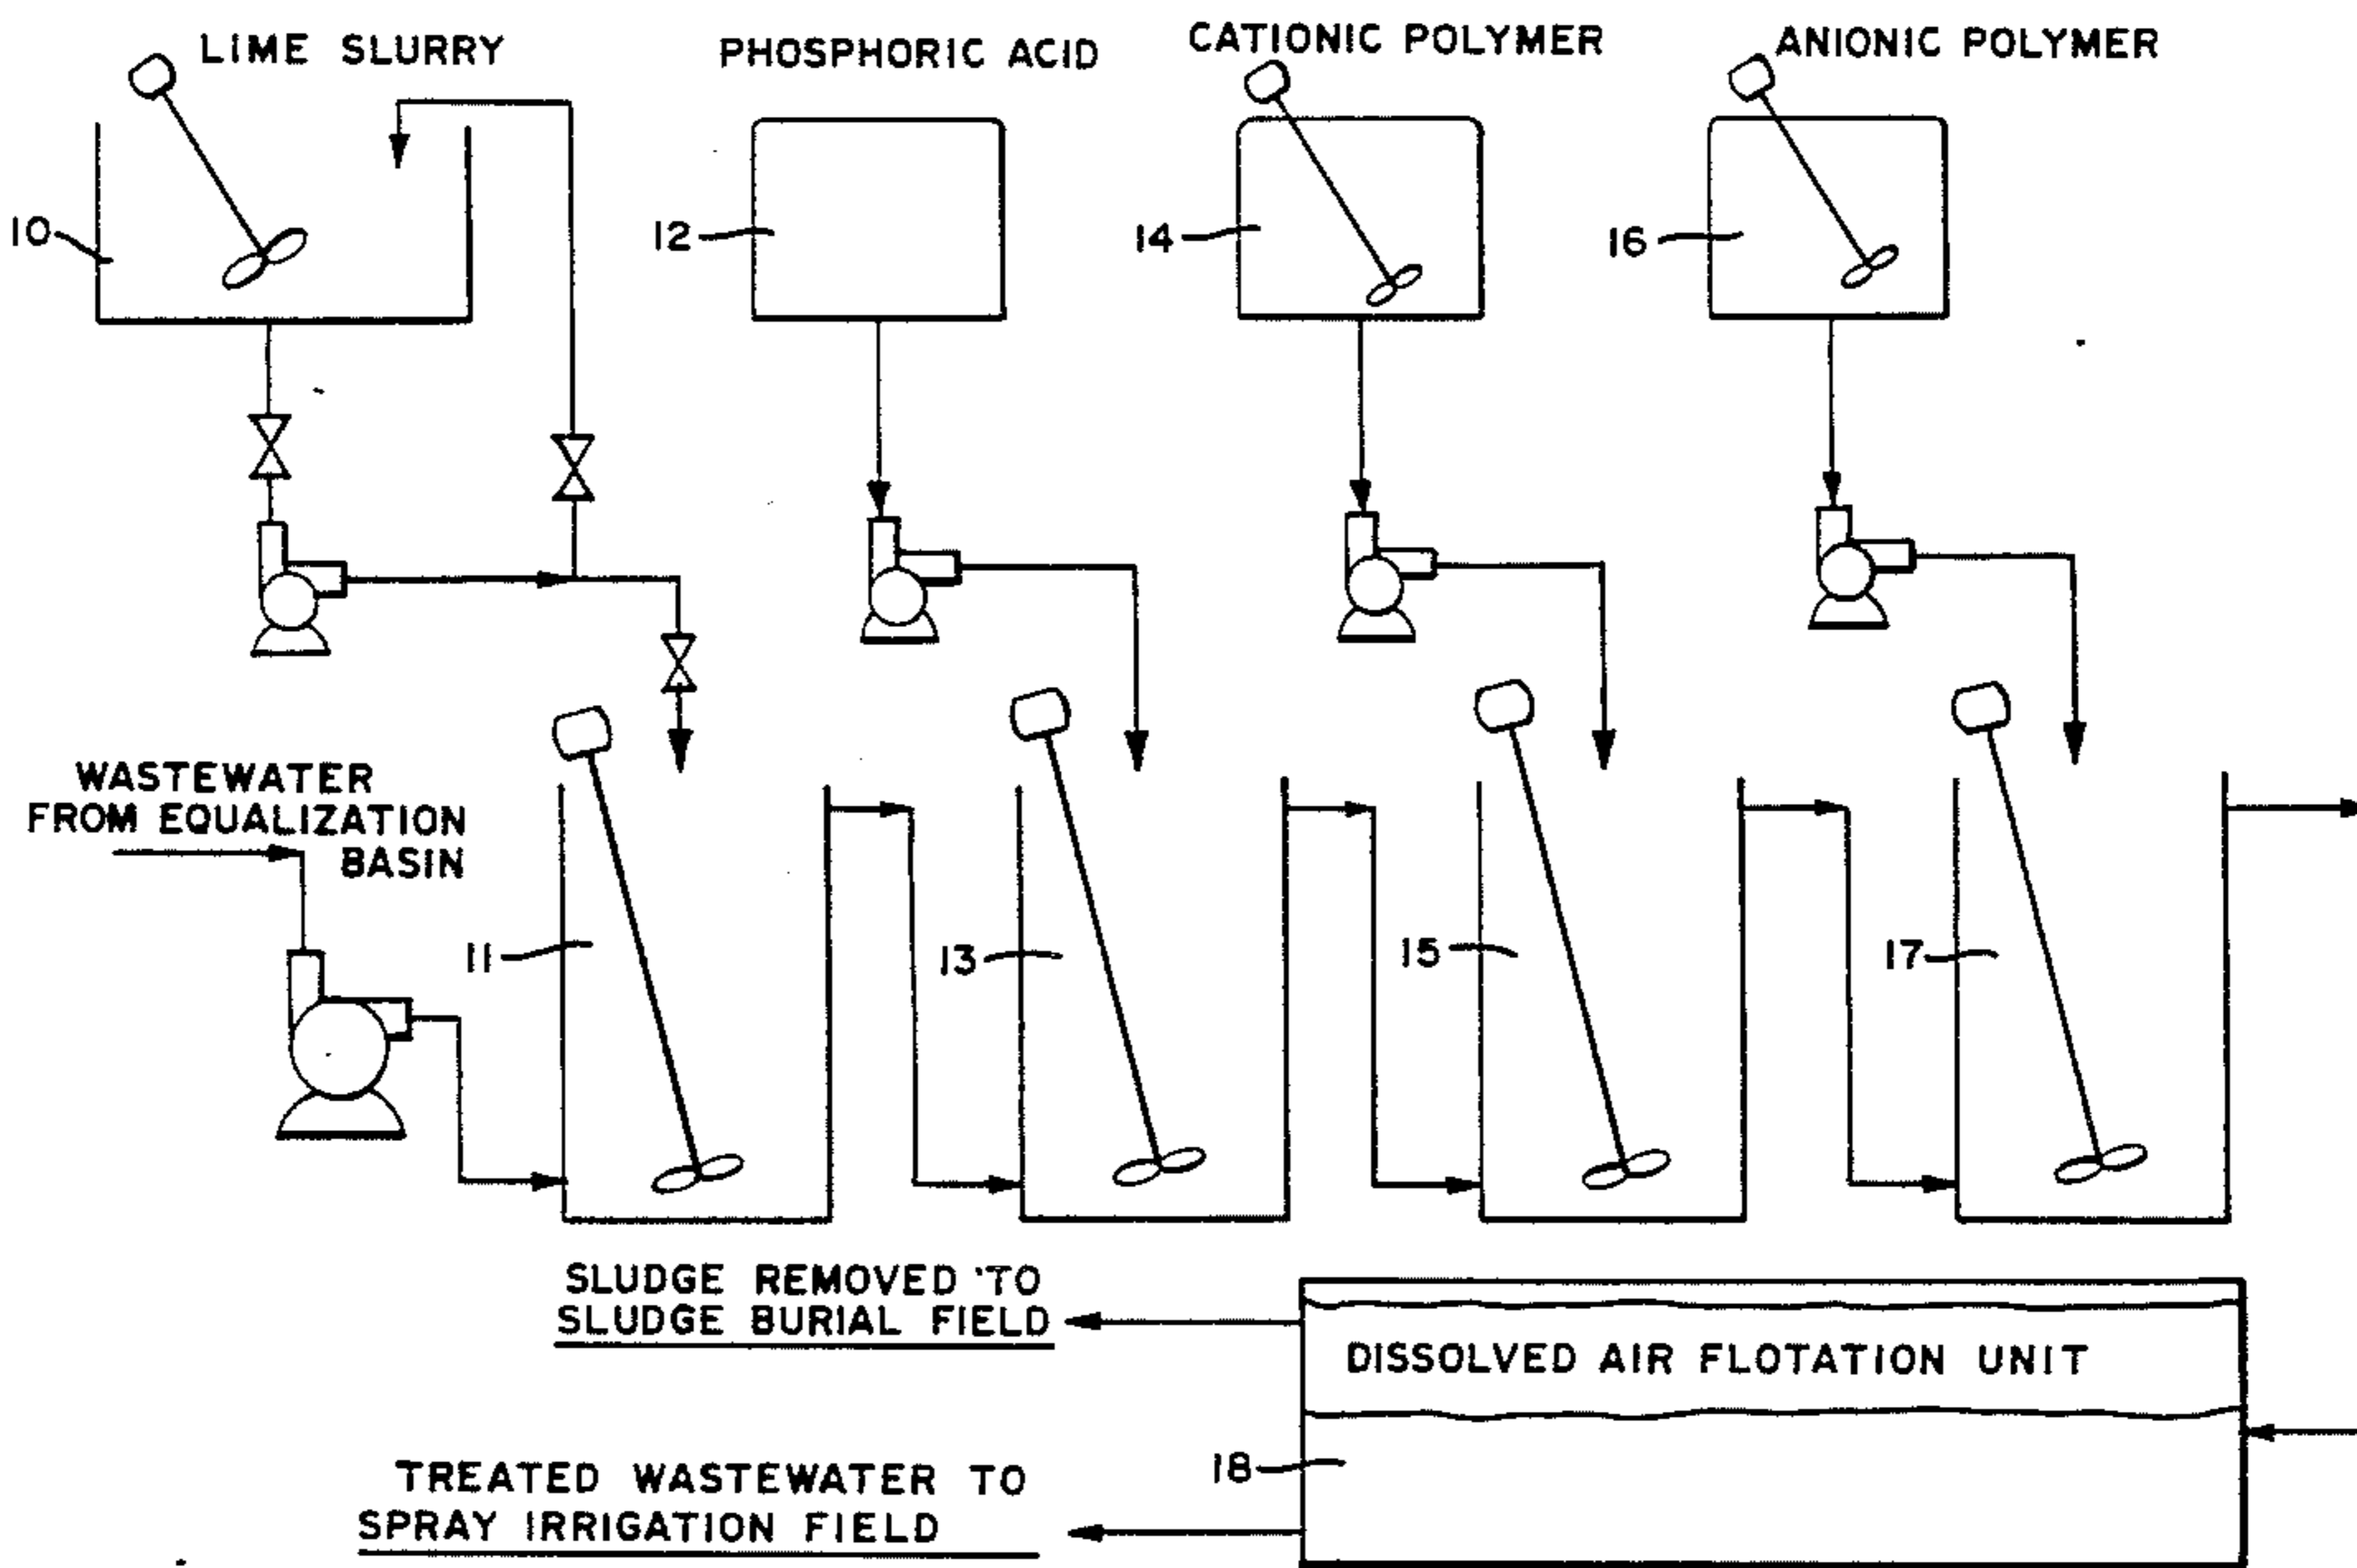 LIME SLURRY
PHOSPHORIC ACID
CATIONIC POLYMER
ANIONIC POLYMER
10
12
14
16
WASTEWATER
FROM EQUALIZATION
BASIN
11
13
15
17
SLUDGE REMOVED TO
SLUDGE BURIAL FIELD
DISSOLVED AIR FLOTATION UNIT
18
TREATED WASTEWATER TO
SPRAY IRRIGATION FIELD